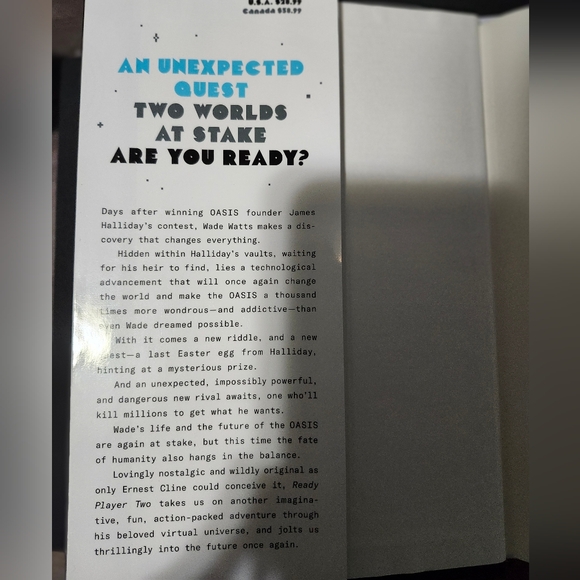 U.S.A. $28.99
Canada $38.99
AN UNEXPECTED
QUEST
TWO WORLDS
AT STAKE
ARE YOU READY?
Days after winning OASIS founder James
Halliday's contest, Wade Watts makes a dis-
covery that changes everything.
Hidden within Halliday's vaults, waiting
for his heir to find, lies a technological
advancement that will once again change
the world and make the OASIS a thousand
times more wondrous—and addictive—than
even Wade dreamed possible.
With it comes a new riddle, and a new
quest—a last Easter egg from Halliday,
hinting at a mysterious prize.
And an unexpected, impossibly powerful,
and dangerous new rival awaits, one who'll
kill millions to get what he wants.
Wade's life and the future of the OASIS
are again at stake, but this time the fate
of humanity also hangs in the balance.
Lovingly nostalgic and wildly original as
only Ernest Cline could conceive it, Ready
Player Two takes us on another imagina-
tive, fun, action-packed adventure through
his beloved virtual universe, and jolts us
thrillingly into the future once again.